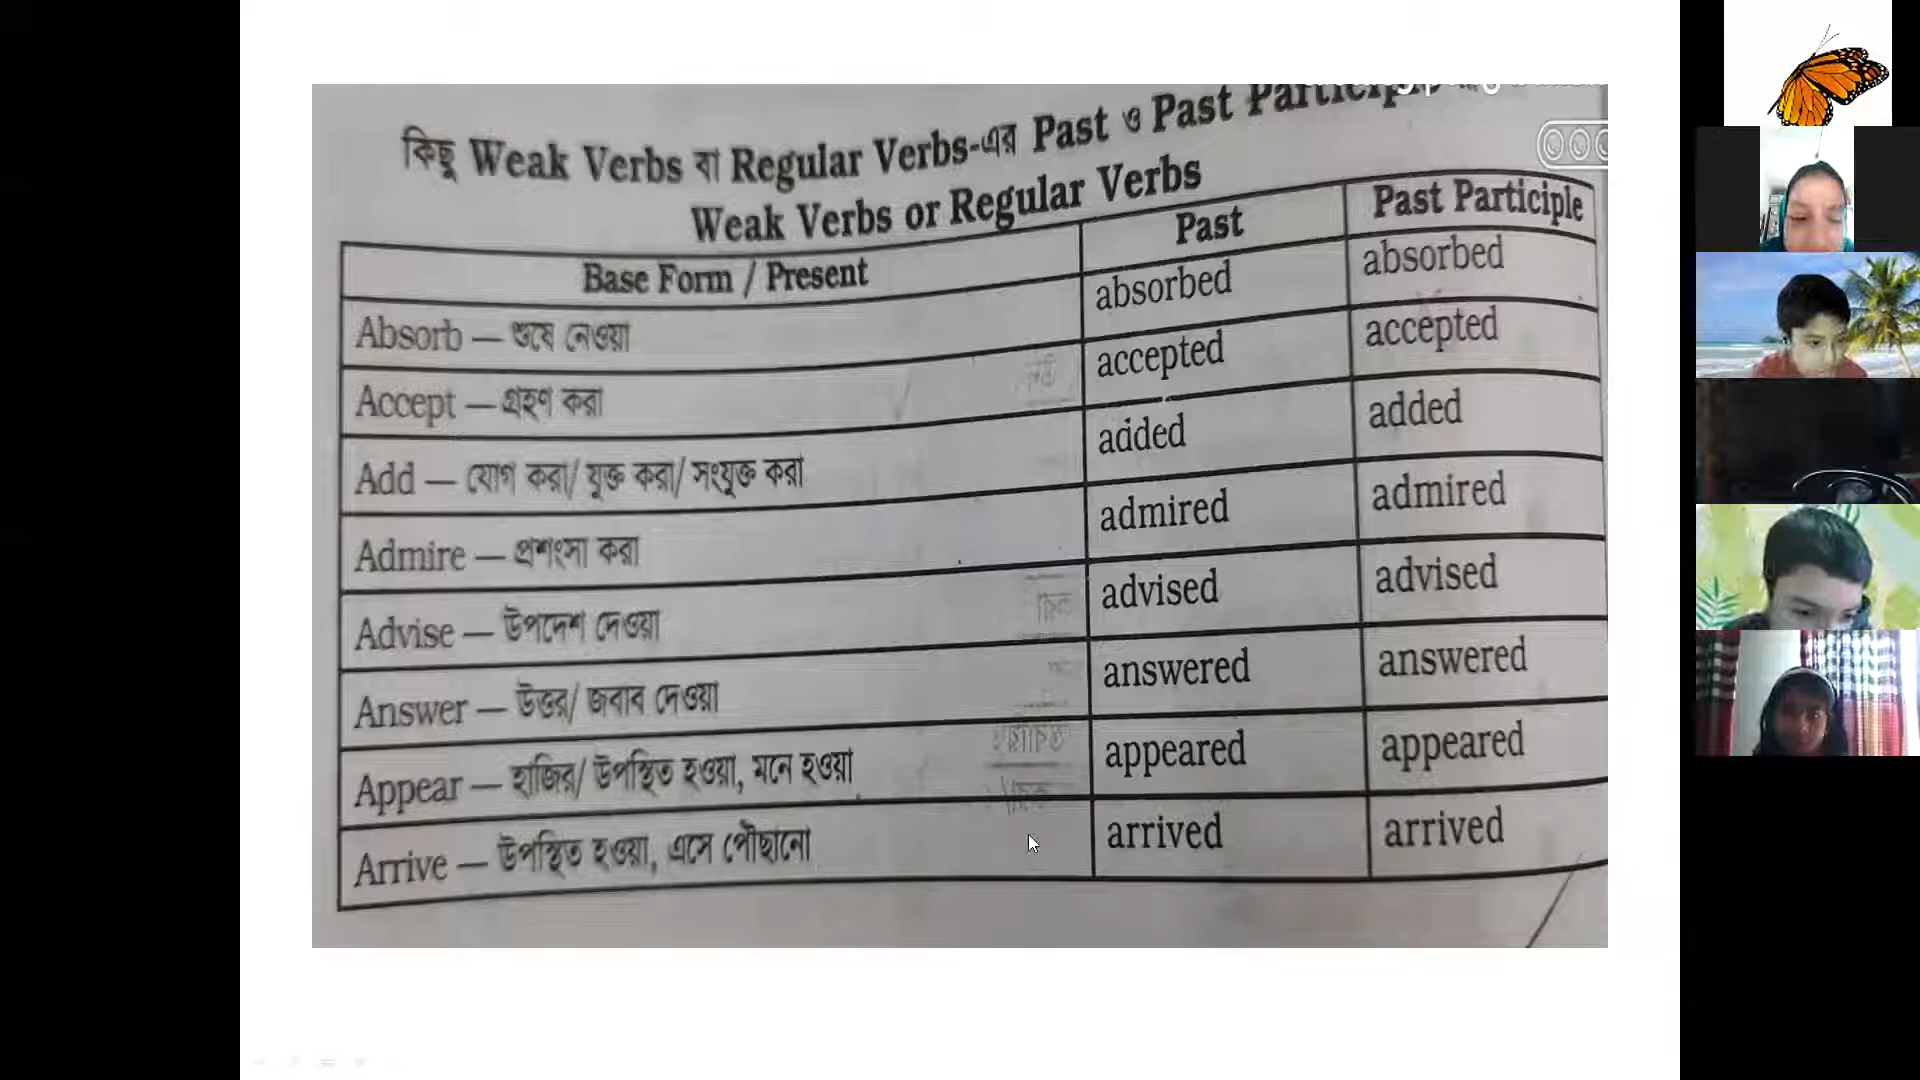 কিছু Weak Verbs বা Regular Verbs-এর Past ও Past
Weak Verbs or Regular Verbs
Base Form / Present Past Past Participle
Absorb — শুষে নেওয়া absorbed absorbed
Accept — গ্রহণ করা accepted accepted
Add — যোগ করা/ যুক্ত করা/ সংযুক্ত করা added added
Admire — প্রশংসা করা admired admired
Advise — উপদেশ দেওয়া advised advised
Answer — উত্তর/ জবাব দেওয়া answered answered
Appear — হাজির/ উপস্থিত হওয়া, মনে হওয়া appeared appeared
Arrive — উপস্থিত হওয়া, এসে পৌঁছানো arrived arrived